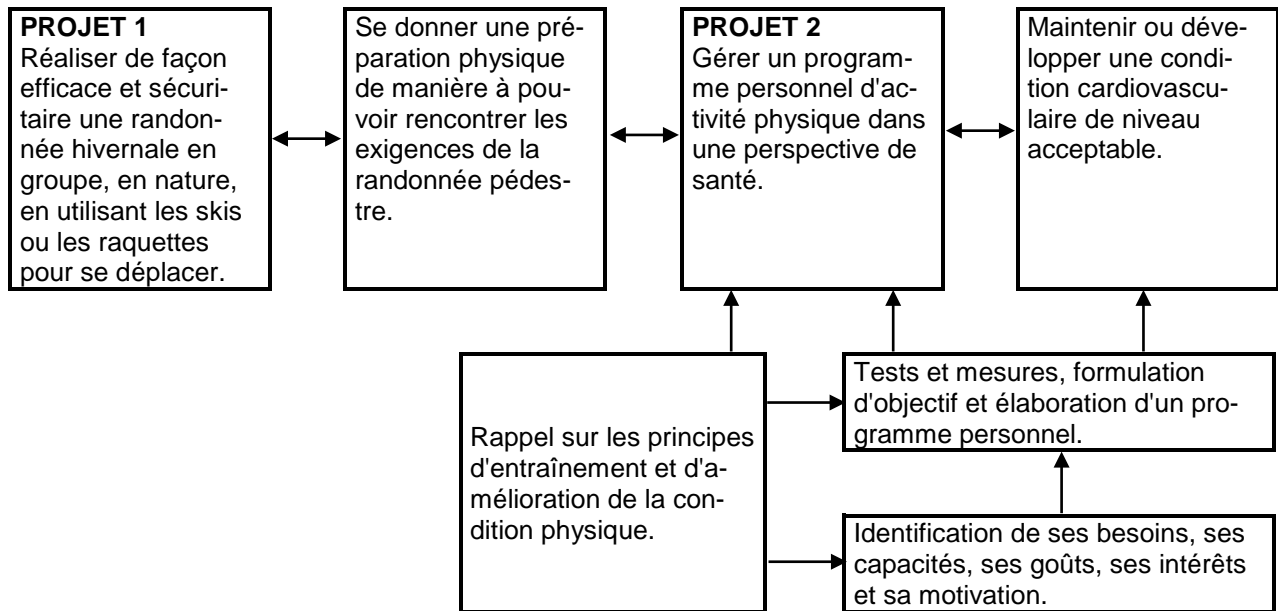 PROJET 1
Réaliser de façon
efficace et sécuri-
taire une randon-
née hivernale en
groupe, en nature,
en utilisant les skis
ou les raquettes
pour se déplacer.
Se donner une pré-
paration physique
de manière à pou-
voir rencontrer les
exigences de la
randonnée pédes-
tre.
PROJET 2
Gérer un program-
me personnel d'ac-
tivité physique dans
une perspective de
santé.
Maintenir ou déve-
lopper une condi-
tion cardiovascu-
laire de niveau
acceptable.
Rappel sur les principes
d'entraînement et d'a-
mélioration de la con-
dition physique.
Tests et mesures, formulation
d'objectif et élaboration d'un pro-
gramme personnel.
Identification de ses besoins, ses
capacités, ses goûts, ses intérêts
et sa motivation.